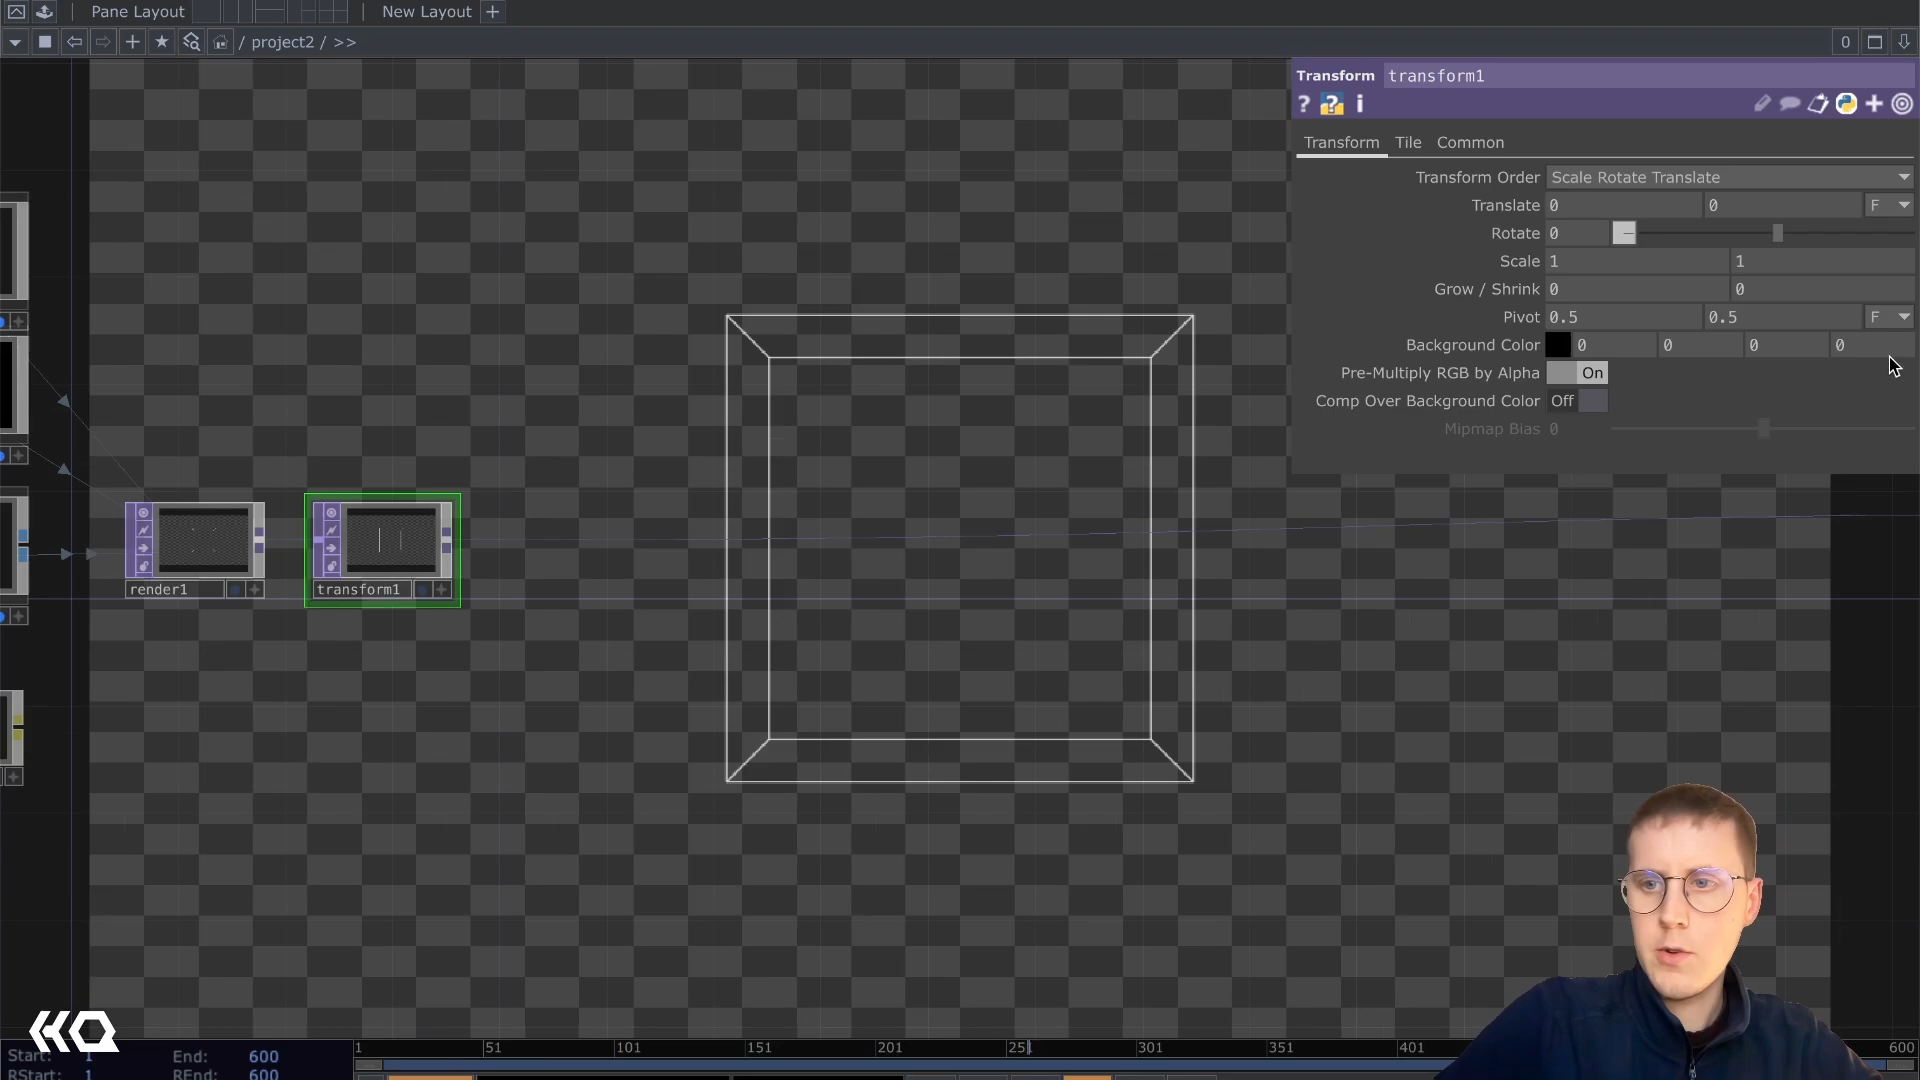 Pane Layout New Layout +
/ project2 / >> 0
Transform transform1
? ? i
Transform Tile Common
Transform Order Scale Rotate Translate
Translate 0 0 F
Rotate 0
Scale 1 1
Grow / Shrink 0 0
Pivot 0.5 0.5 F
Background Color 0 0 0 0
Pre-Multiply RGB by Alpha On
Comp Over Background Color Off
Mipmap Bias 0
render1 transform1
HQ
Start: 1 End: 600
RStart: 1 REnd: 600
1 51 101 151 201 251 301 351 401 600